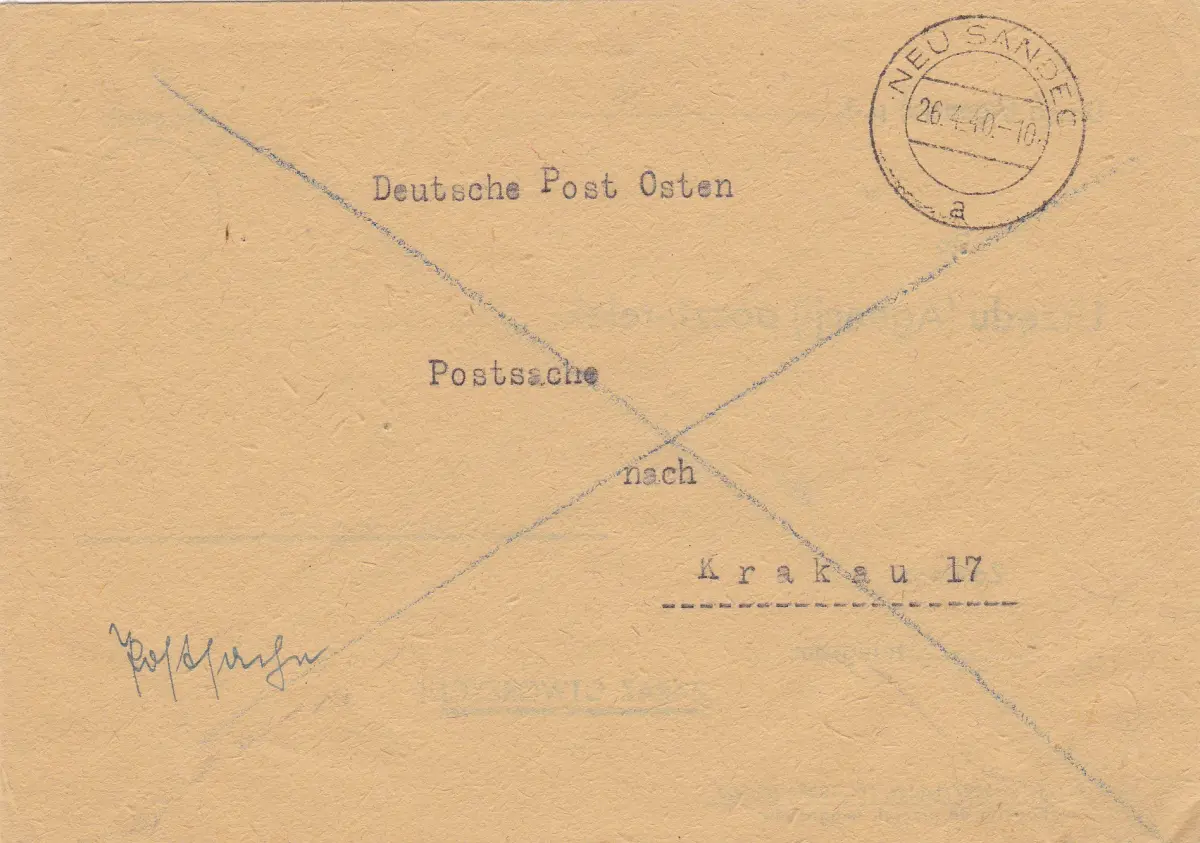 NEU SANDEC
26.4.40.-10.
a
Deutsche Post Osten
Postsache
nach
Krakau 17
Postsache